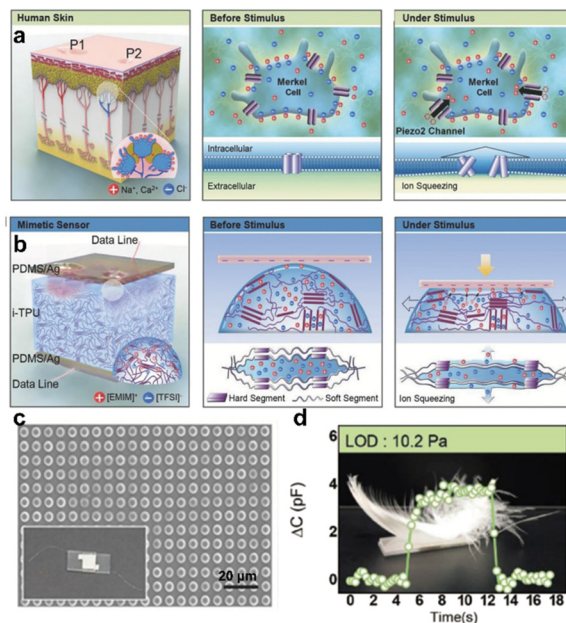 Human Skin
Before Stimulus
Under Stimulus
a
P1
P2
Na⁺, Ca²⁺
Cl⁻
Merkel
Cell
Merkel
Cell
Piezo2 Channel
Intracellular
Extracellular
Ion Squeezing
Mimetic Sensor
Before Stimulus
Under Stimulus
b
Data Line
PDMS/Ag
i-TPU
PDMS/Ag
Data Line
[EMIM]⁺
[TFSI]⁻
Hard Segment
Soft Segment
Ion Squeezing
c
20 µm
d
LOD : 10.2 Pa
ΔC (pF)
6
4
2
0
0 2 4 6 8 10 12 14 16 18
Time(s)